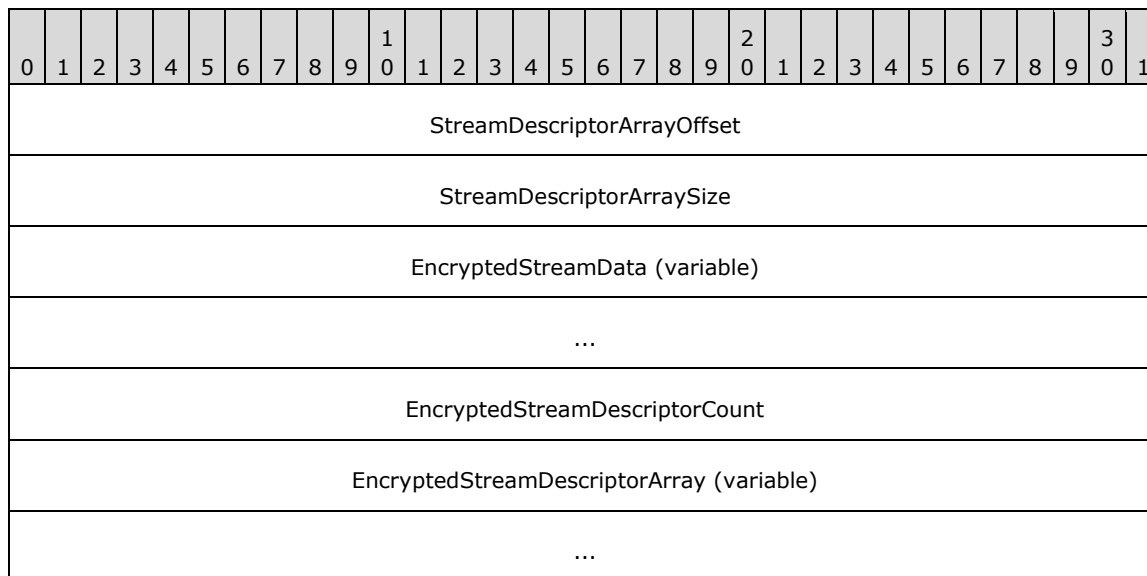 1 2 3
0 1 2 3 4 5 6 7 8 9 0 1 2 3 4 5 6 7 8 9 0 1 2 3 4 5 6 7 8 9 0 1
StreamDescriptorArrayOffset
StreamDescriptorArraySize
EncryptedStreamData (variable)
...
EncryptedStreamDescriptorCount
EncryptedStreamDescriptorArray (variable)
...